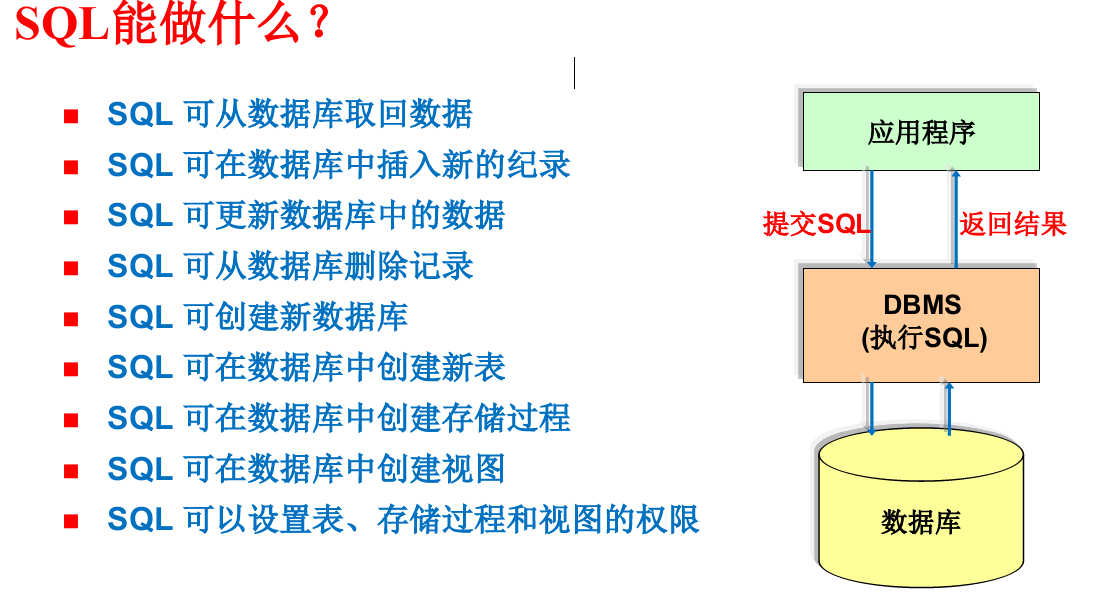 SQL能做什么？
SQL 可从数据库取回数据
SQL 可在数据库中插入新的纪录
SQL 可更新数据库中的数据
SQL 可从数据库删除记录
SQL 可创建新数据库
SQL 可在数据库中创建新表
SQL 可在数据库中创建存储过程
SQL 可在数据库中创建视图
SQL 可以设置表、存储过程和视图的权限
应用程序
提交SQL
返回结果
DBMS
(执行SQL)
数据库